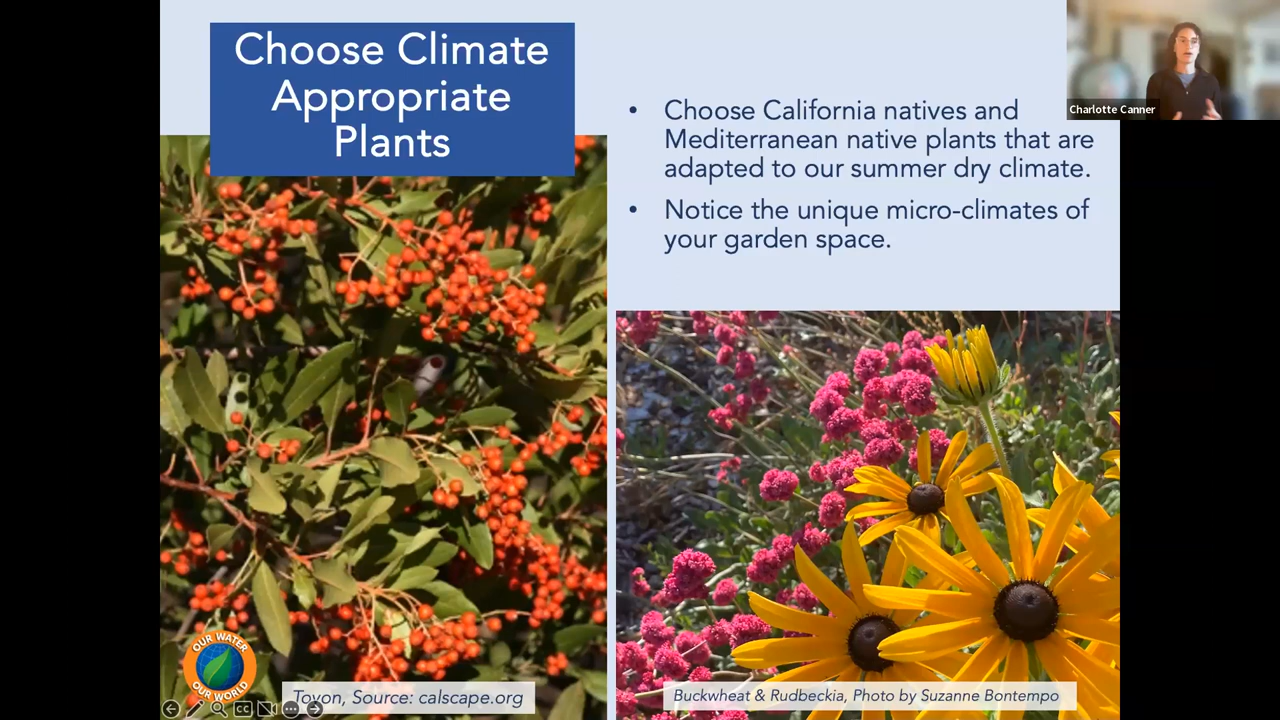 Choose Climate
Appropriate
Plants
• Choose California natives and
Mediterranean native plants that are
adapted to our summer dry climate.
• Notice the unique micro-climates of
your garden space.
Charlotte Canner
OUR WATER
OUR WORLD
Toyon, Source: calscape.org
Buckwheat & Rudbeckia, Photo by Suzanne Bontempo
CC